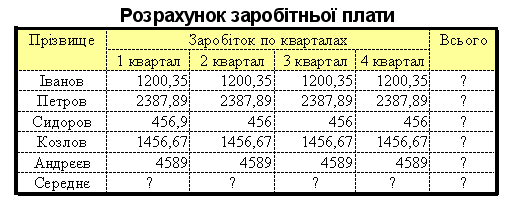 Розрахунок заробітньої плати
Прізвище Заробіток по кварталах Всього
1 квартал 2 квартал 3 квартал 4 квартал
Іванов 1200,35 1200,35 1200,35 1200,35 ?
Петров 2387,89 2387,89 2387,89 2387,89 ?
Сидоров 456,9 456 456 456 ?
Козлов 1456,67 1456,67 1456,67 1456,67 ?
Андрєєв 4589 4589 4589 4589 ?
Середнє ? ? ? ? ?